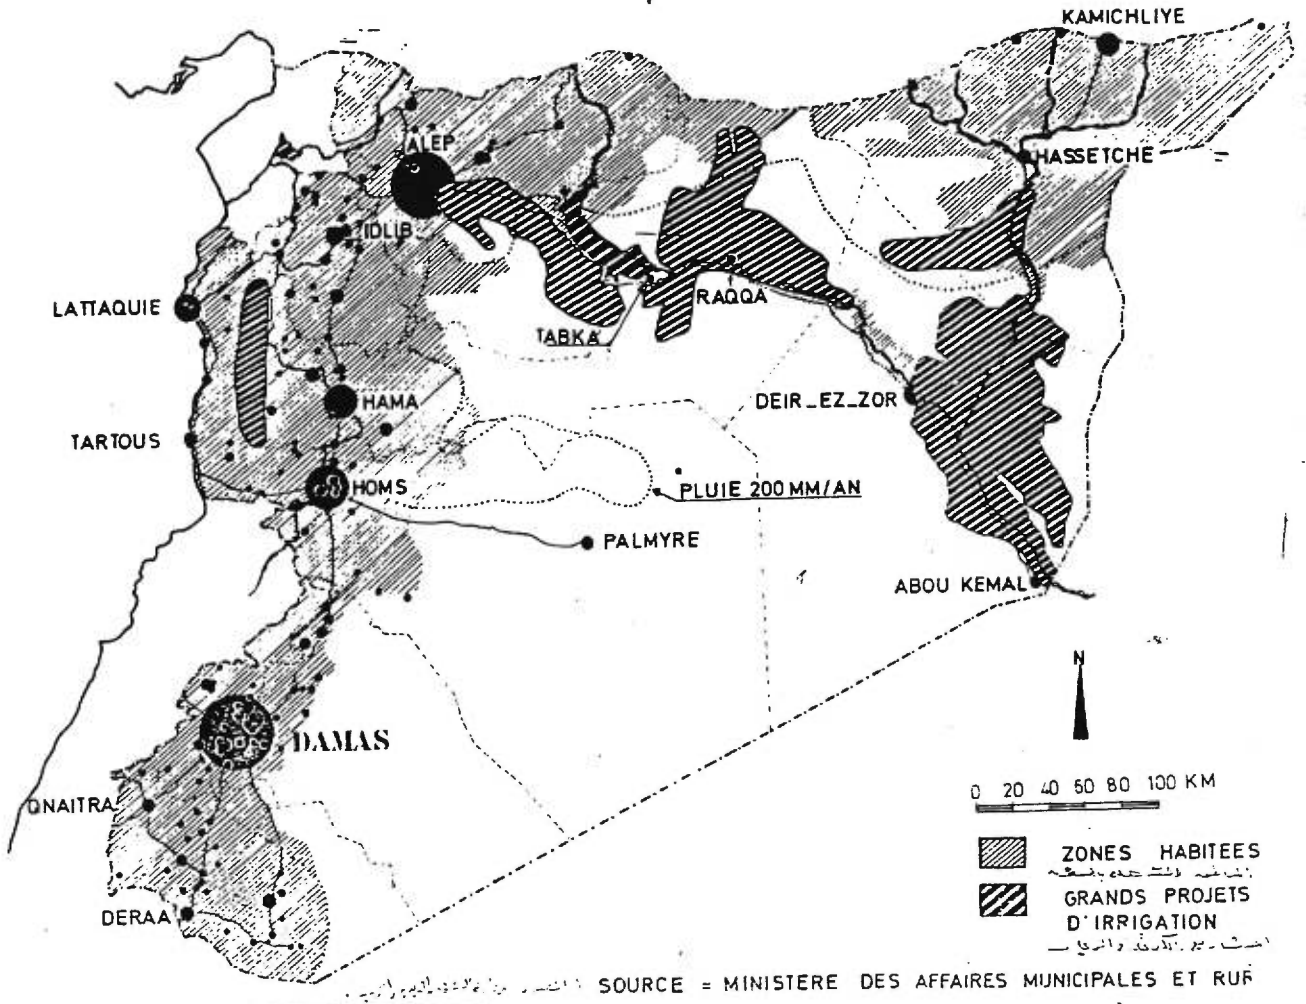 KAMICHLIYE
ALEP
HASSETCHE
IDLIB
LATTAQUIE
RAQQA
TABKA
HAMA
DEIR_EZ_ZOR
TARTOUS
HOMS
PLUIE 200 MM/AN
PALMYRE
ABOU KEMAL
N
DAMAS
0 20 40 60 80 100 KM
QNAITRA
ZONES HABITEES
GRANDS PROJETS
D'IRRIGATION
DERAA
SOURCE = MINISTERE DES AFFAIRES MUNICIPALES ET RUR